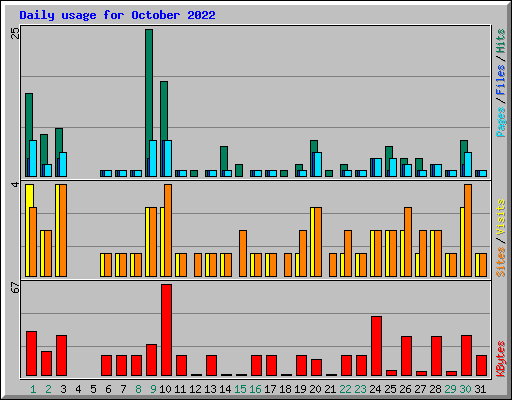 Daily usage for October 2022
25
Pages / Files / Hits
4
Sites / Visits
67
KBytes
1 2 3 4 5 6 7 8 9 10 11 12 13 14 15 16 17 18 19 20 21 22 23 24 25 26 27 28 29 30 31